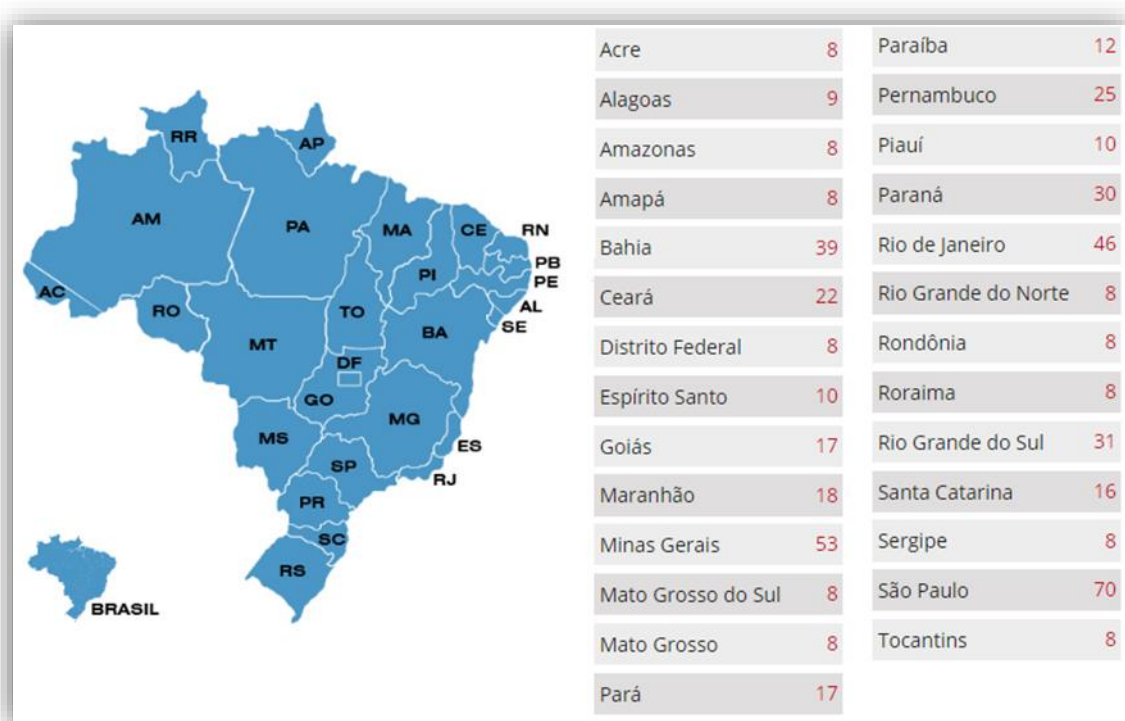 RR
AP
AM
PA
MA
CE
RN
PB
PE
PI
AL
AC
RO
TO
SE
BA
MT
DF
GO
MG
MS
ES
SP
RJ
PR
SC
RS
BRASIL
Acre 8
Alagoas 9
Amazonas 8
Amapá 8
Bahia 39
Ceará 22
Distrito Federal 8
Espírito Santo 10
Goiás 17
Maranhão 18
Minas Gerais 53
Mato Grosso do Sul 8
Mato Grosso 8
Pará 17
Paraíba 12
Pernambuco 25
Piauí 10
Paraná 30
Rio de Janeiro 46
Rio Grande do Norte 8
Rondônia 8
Roraima 8
Rio Grande do Sul 31
Santa Catarina 16
Sergipe 8
São Paulo 70
Tocantins 8